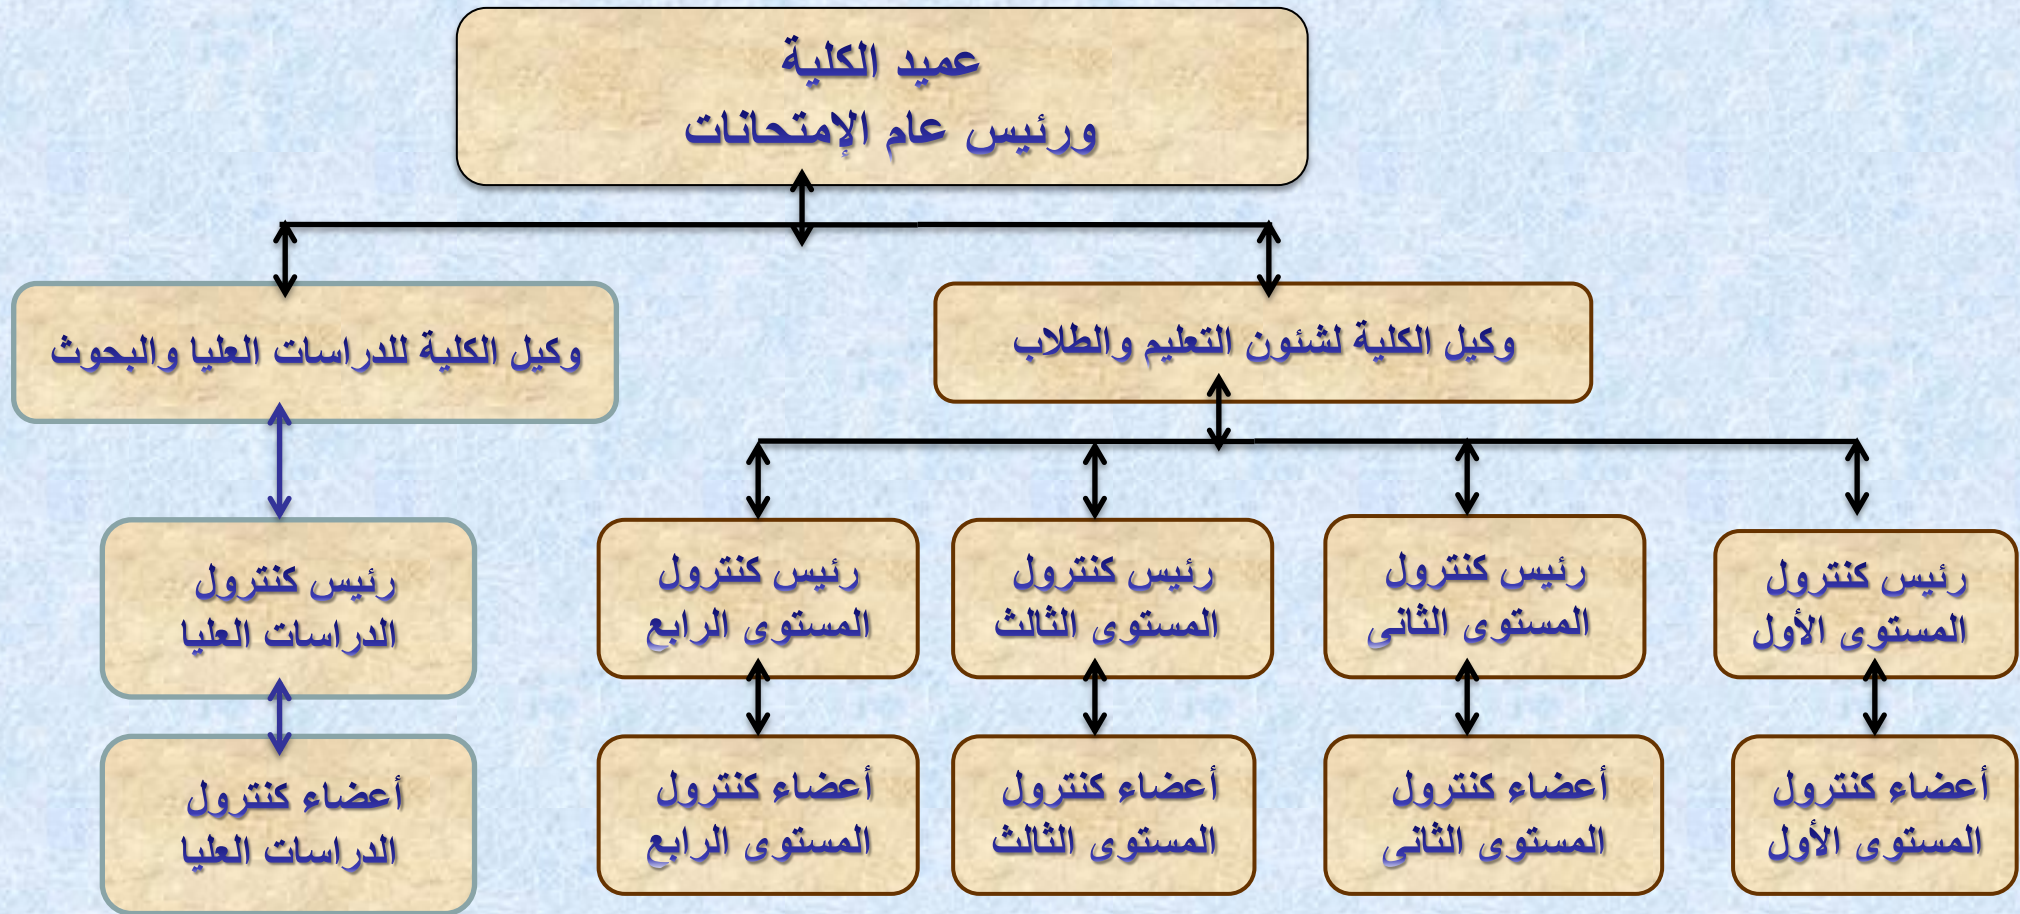 عميد الكلية
ورئيس عام الإمتحانات
وكيل الكلية لشئون التعليم والطلاب
وكيل الكلية للدراسات العليا والبحوث
رئيس كنترول
المستوى الأول
رئيس كنترول
المستوى الثانى
رئيس كنترول
المستوى الثالث
رئيس كنترول
المستوى الرابع
رئيس كنترول
الدراسات العليا
أعضاء كنترول
المستوى الأول
أعضاء كنترول
المستوى الثانى
أعضاء كنترول
المستوى الثالث
أعضاء كنترول
المستوى الرابع
أعضاء كنترول
الدراسات العليا